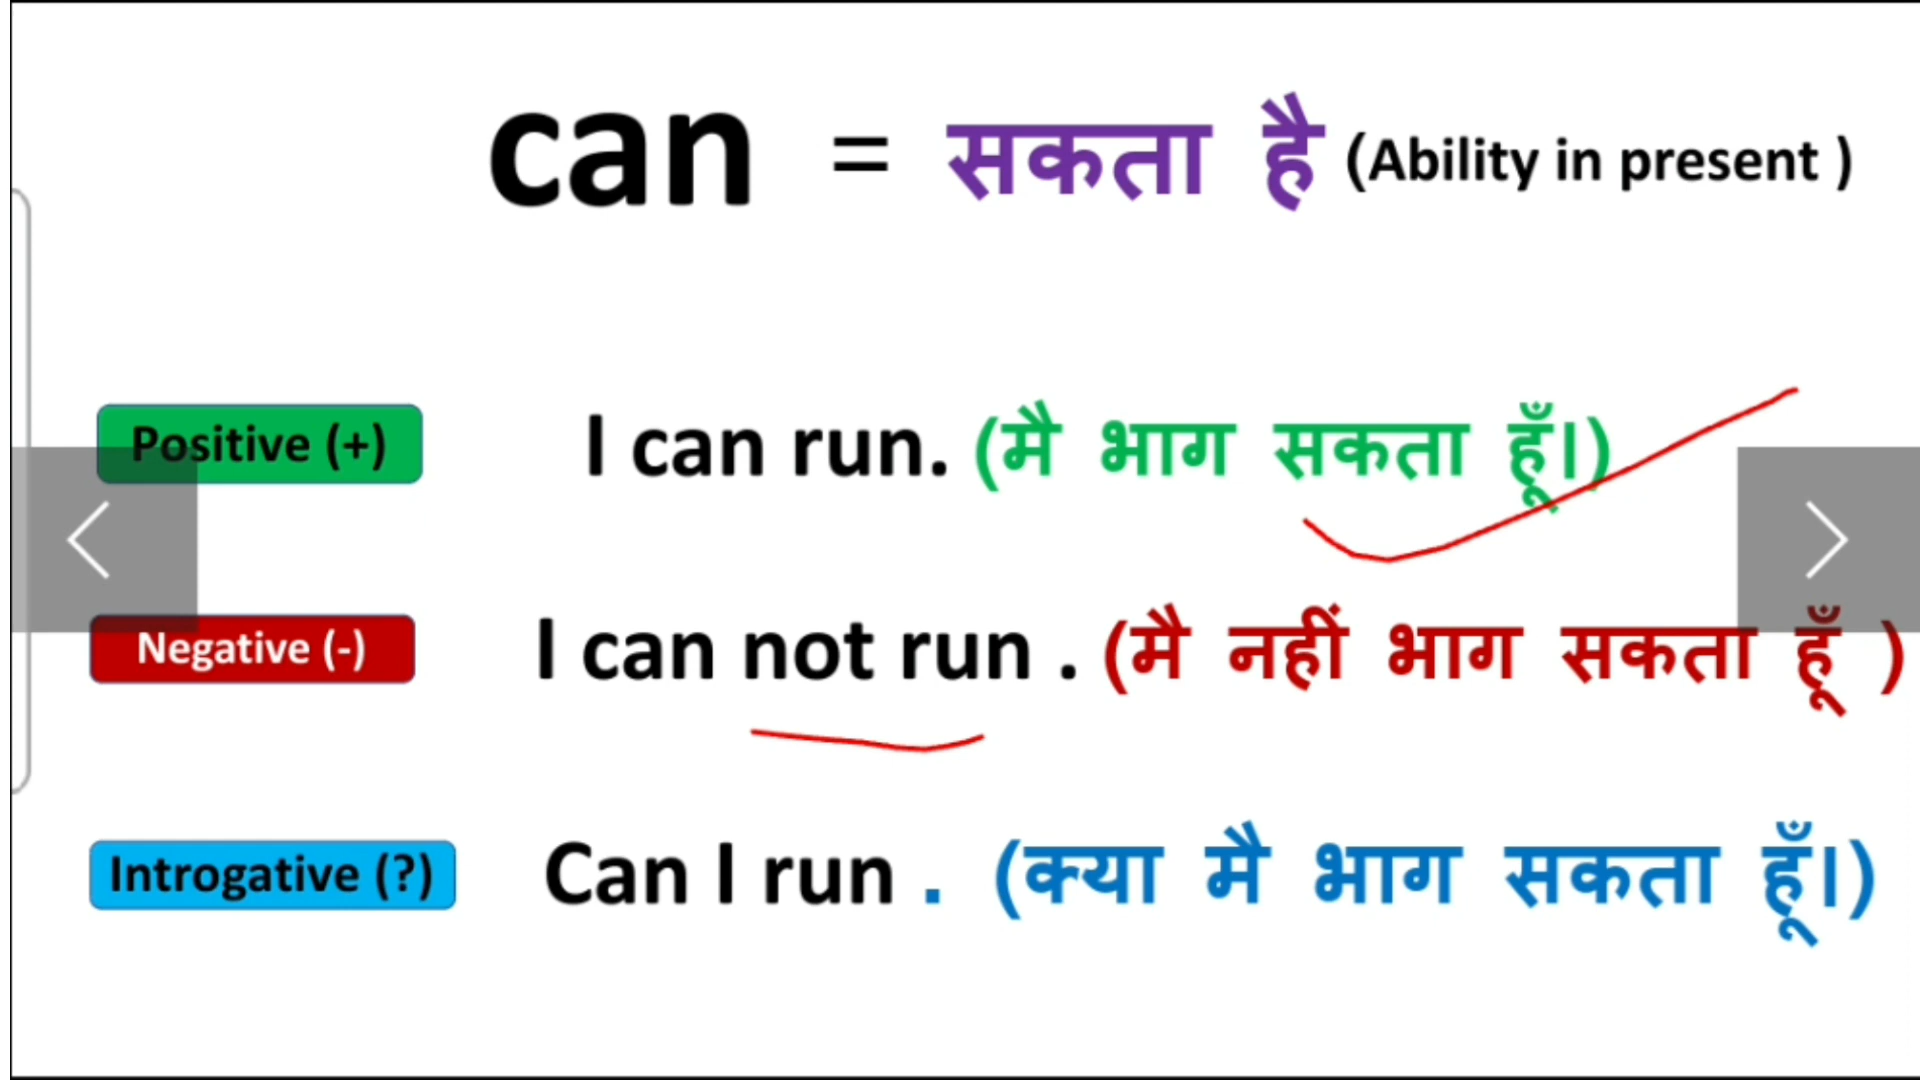 can = सकता है (Ability in present )
Positive (+) I can run. (मै भाग सकता हूँ।)
Negative (-) I can not run . (मै नहीं भाग सकता हूँ )
Introgative (?) Can I run . (क्या मै भाग सकता हूँ।)